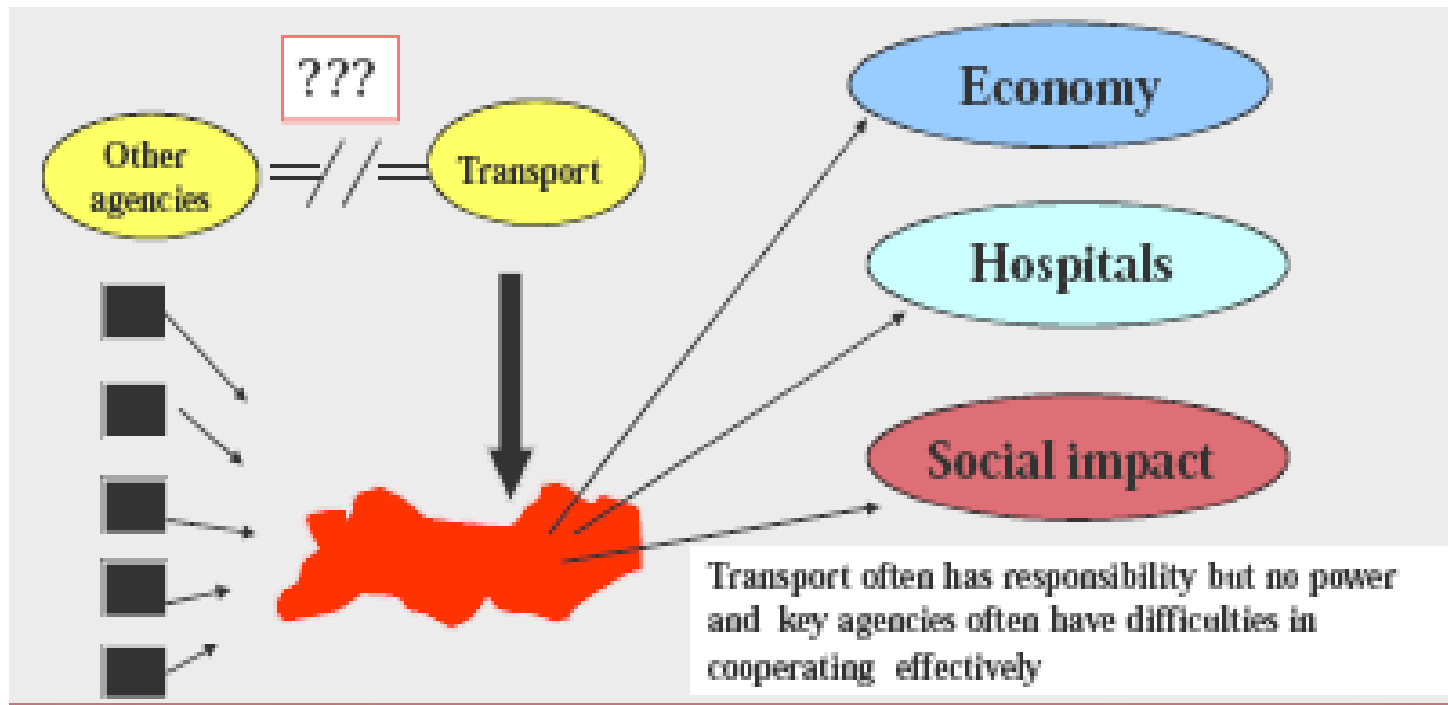 ???
Other
agencies
Transport
Economy
Hospitals
Social impact
Transport often has responsibility but no power
and key agencies often have difficulties in
cooperating effectively